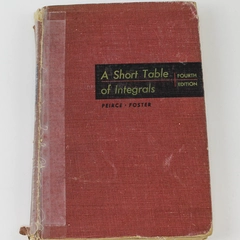 A Short Table
of Integrals
FOURTH
EDITION
PEIRCE · FOSTER